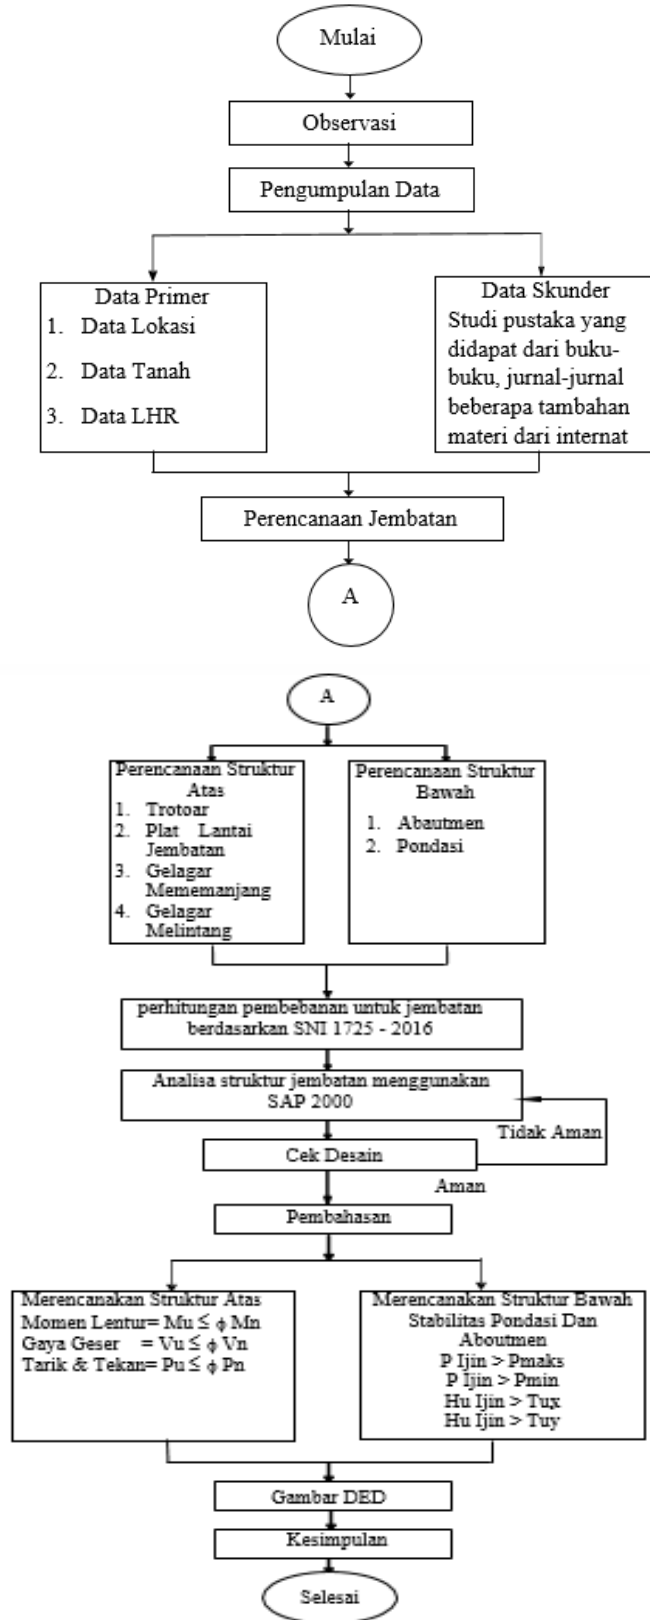 Mulai
Observasi
Pengumpulan Data
Data Primer
1. Data Lokasi
2. Data Tanah
3. Data LHR
Data Skunder
Studi pustaka yang
didapat dari buku-
buku, jurnal-jurnal
beberapa tambahan
materi dari internat
Perencanaan Jembatan
A
A
Perencanaan Struktur
Atas
1. Trotoar
2. Plat Lantai
Jembatan
3. Gelagar
Mememanjang
4. Gelagar
Melintang
Perencanaan Struktur
Bawah
1. Abautmen
2. Pondasi
perhitungan pembebanan untuk jembatan
berdasarkan SNI 1725 - 2016
Analisa struktur jembatan menggunakan
SAP 2000
Tidak Aman
Cek Desain
Aman
Pembahasan
Merencanakan Struktur Atas
Momen Lentur= Mu ≤ ϕ Mn
Gaya Geser = Vu ≤ ϕ Vn
Tarik & Tekan= Pu ≤ ϕ Pn
Merencanakan Struktur Bawah
Stabilitas Pondasi Dan
Aboutmen
P Ijin > Pmaks
P Ijin > Pmin
Hu Ijin > Tux
Hu Ijin > Tuy
Gambar DED
Kesimpulan
Selesai